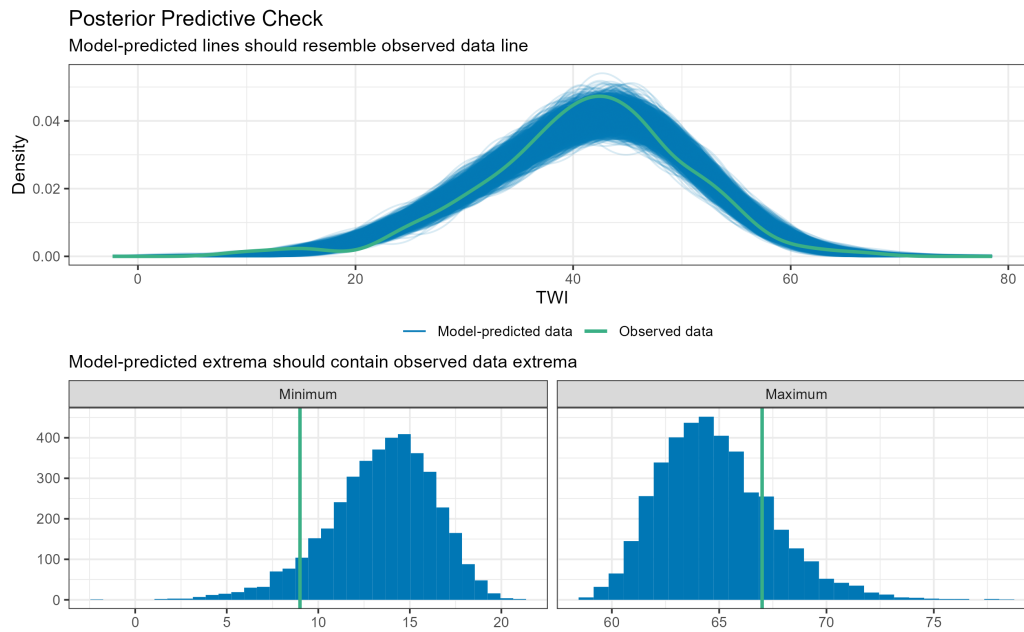 Posterior Predictive Check
Model-predicted lines should resemble observed data line
Density
0.04
0.02
0.00
0 20 40 60 80
TWI
Model-predicted data Observed data
Model-predicted extrema should contain observed data extrema
Minimum Maximum
400
300
200
100
0
0 5 10 15 20 60 65 70 75